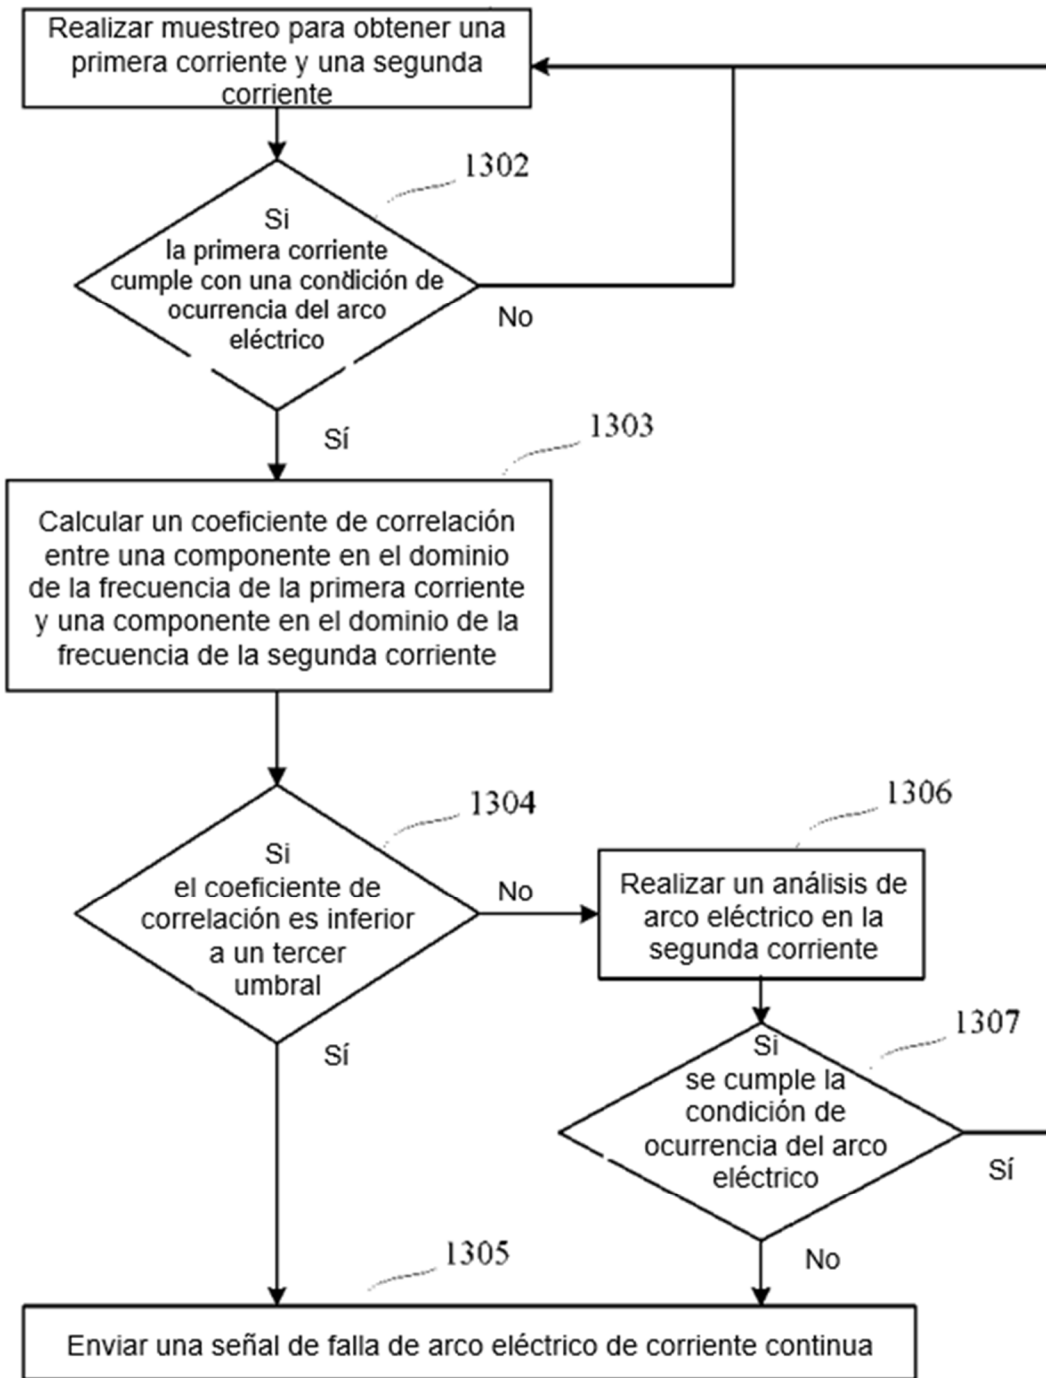 Realizar muestreo para obtener una
primera corriente y una segunda
corriente
1302
Si
la primera corriente
cumple con una condición de
ocurrencia del arco
eléctrico
No
Sí
1303
Calcular un coeficiente de correlación
entre una componente en el dominio
de la frecuencia de la primera corriente
y una componente en el dominio de la
frecuencia de la segunda corriente
1304
Si
el coeficiente de
correlación es inferior
a un tercer
umbral
No
Sí
1306
Realizar un análisis de
arco eléctrico en la
segunda corriente
1307
Si
se cumple la
condición de
ocurrencia del arco
eléctrico
Sí
No
1305
Enviar una señal de falla de arco eléctrico de corriente continua